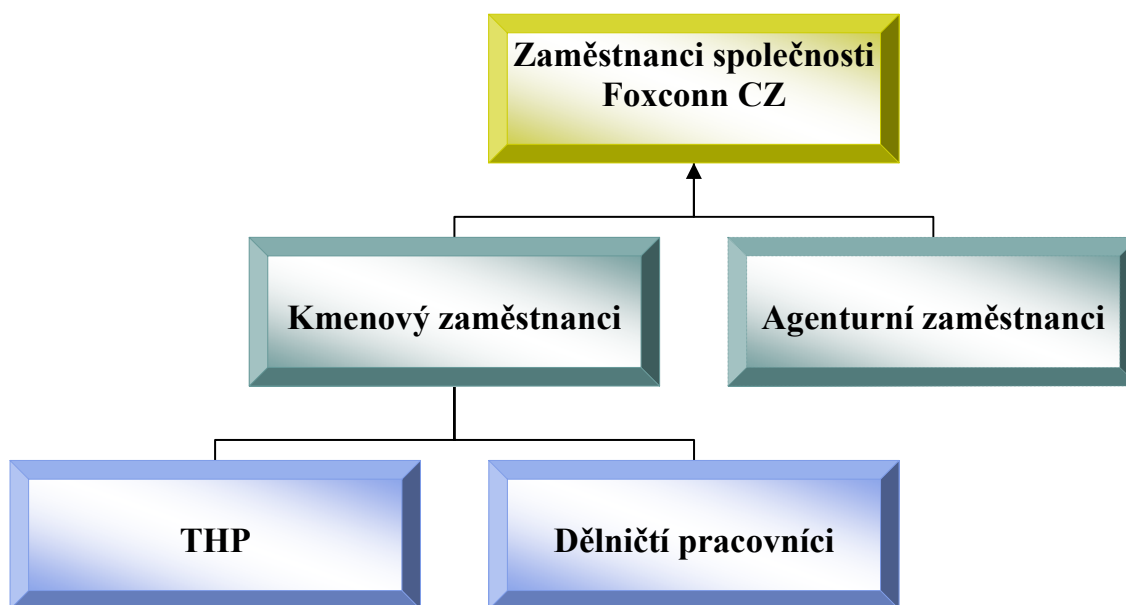 Zaměstnanci společnosti
Foxconn CZ
Kmenový zaměstnanci
Agenturní zaměstnanci
THP
Dělničtí pracovníci